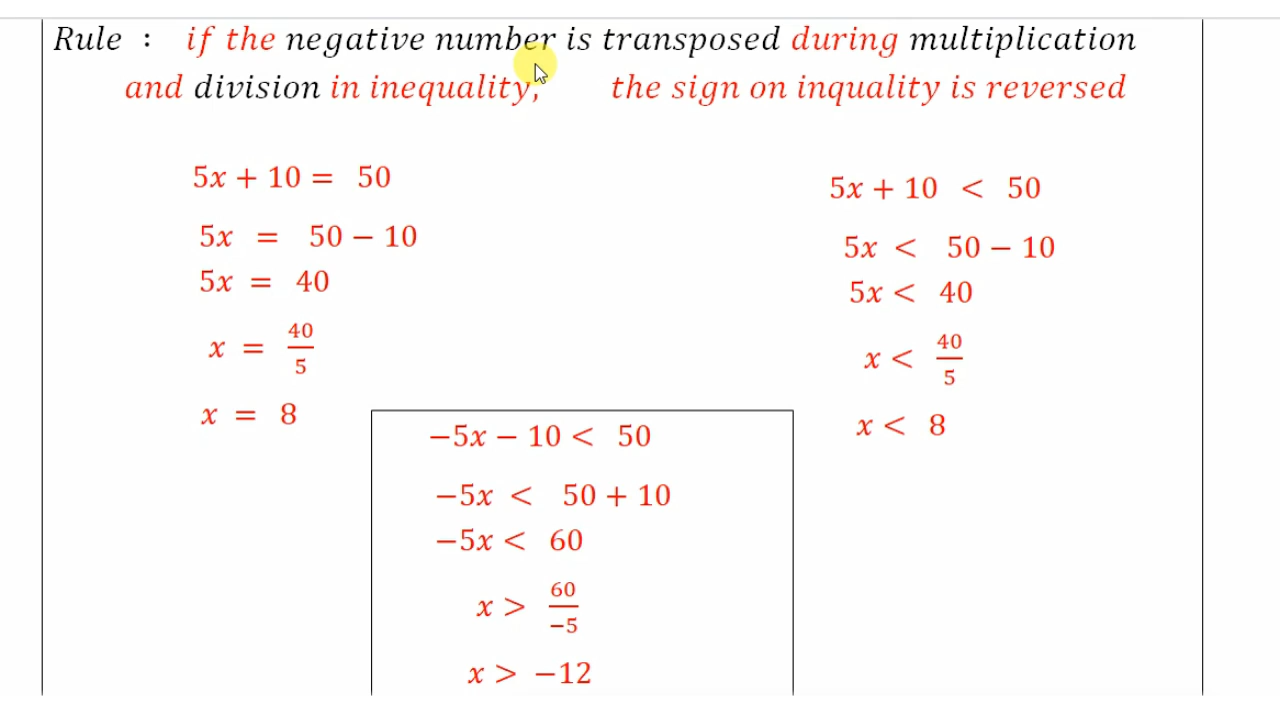 Rule : if the negative number is transposed during multiplication
and division in inequality, the sign on inquality is reversed
5x + 10 = 50
5x = 50 − 10
5x = 40
x = 40/5
x = 8
5x + 10 < 50
5x < 50 − 10
5x < 40
x < 40/5
x < 8
−5x − 10 < 50
−5x < 50 + 10
−5x < 60
x > 60/−5
x > −12